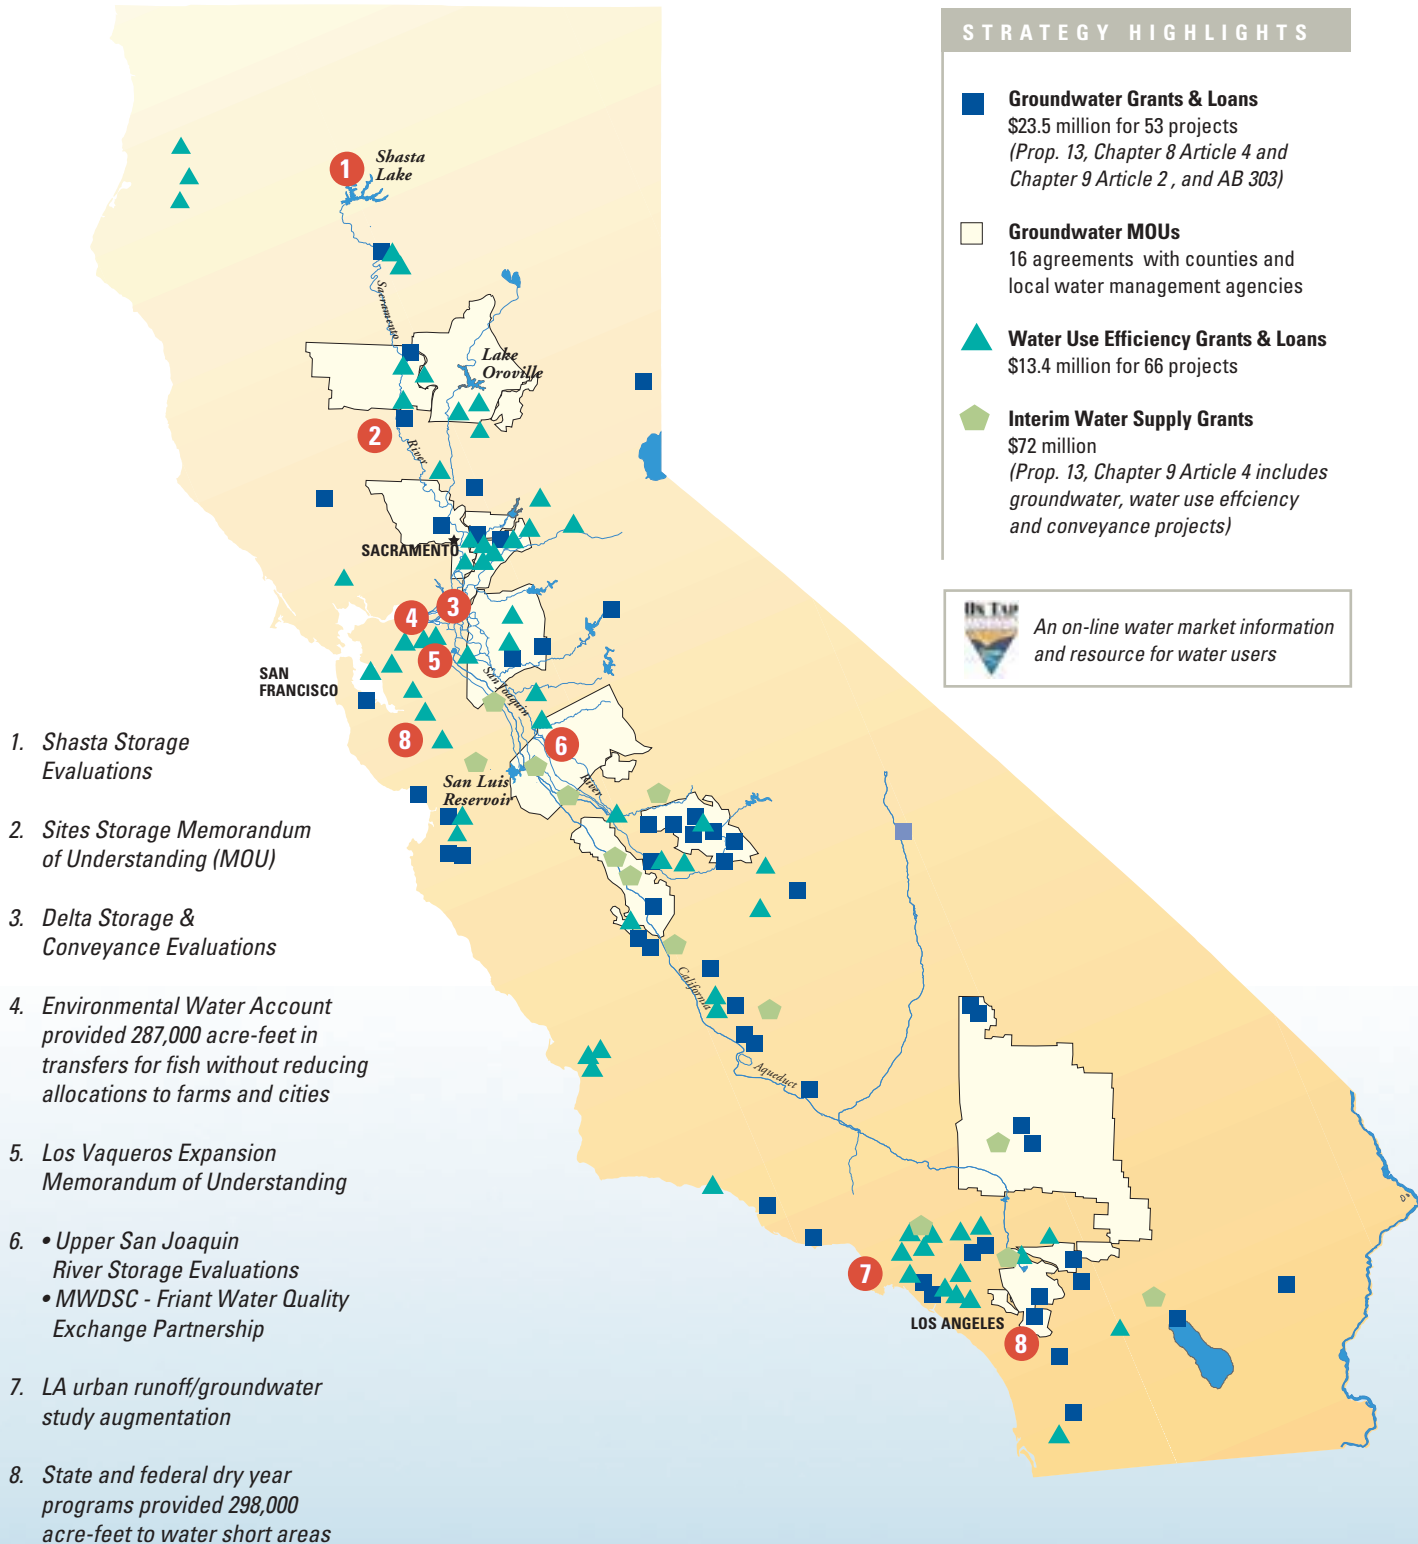 STRATEGY HIGHLIGHTS
Groundwater Grants & Loans
$23.5 million for 53 projects
(Prop. 13, Chapter 8 Article 4 and
Chapter 9 Article 2 , and AB 303)
Groundwater MOUs
16 agreements with counties and
local water management agencies
Water Use Efficiency Grants & Loans
$13.4 million for 66 projects
Interim Water Supply Grants
$72 million
(Prop. 13, Chapter 9 Article 4 includes
groundwater, water use effciency
and conveyance projects)
ON TAP
An on-line water market information
and resource for water users
1
Shasta
Lake
Sacramento
River
Lake
Oroville
2
SACRAMENTO
3
4
5
SAN
FRANCISCO
San Joaquin
River
6
8
San Luis
Reservoir
California
Aqueduct
7
LOS ANGELES
8
1. Shasta Storage
Evaluations
2. Sites Storage Memorandum
of Understanding (MOU)
3. Delta Storage &
Conveyance Evaluations
4. Environmental Water Account
provided 287,000 acre-feet in
transfers for fish without reducing
allocations to farms and cities
5. Los Vaqueros Expansion
Memorandum of Understanding
6. • Upper San Joaquin
River Storage Evaluations
• MWDSC - Friant Water Quality
Exchange Partnership
7. LA urban runoff/groundwater
study augmentation
8. State and federal dry year
programs provided 298,000
acre-feet to water short areas